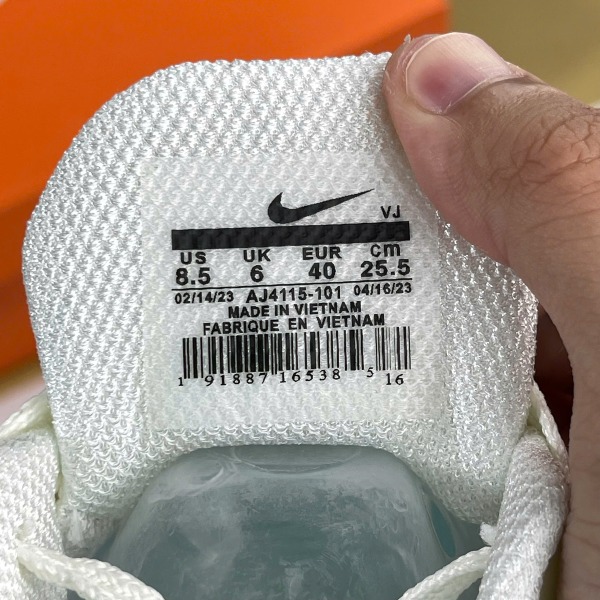 VJ
US UK EUR cm
8.5 6 40 25.5
02/14/23 AJ4115-101 04/16/23
MADE IN VIETNAM
FABRIQUE EN VIETNAM
1 91887 16538 5 16